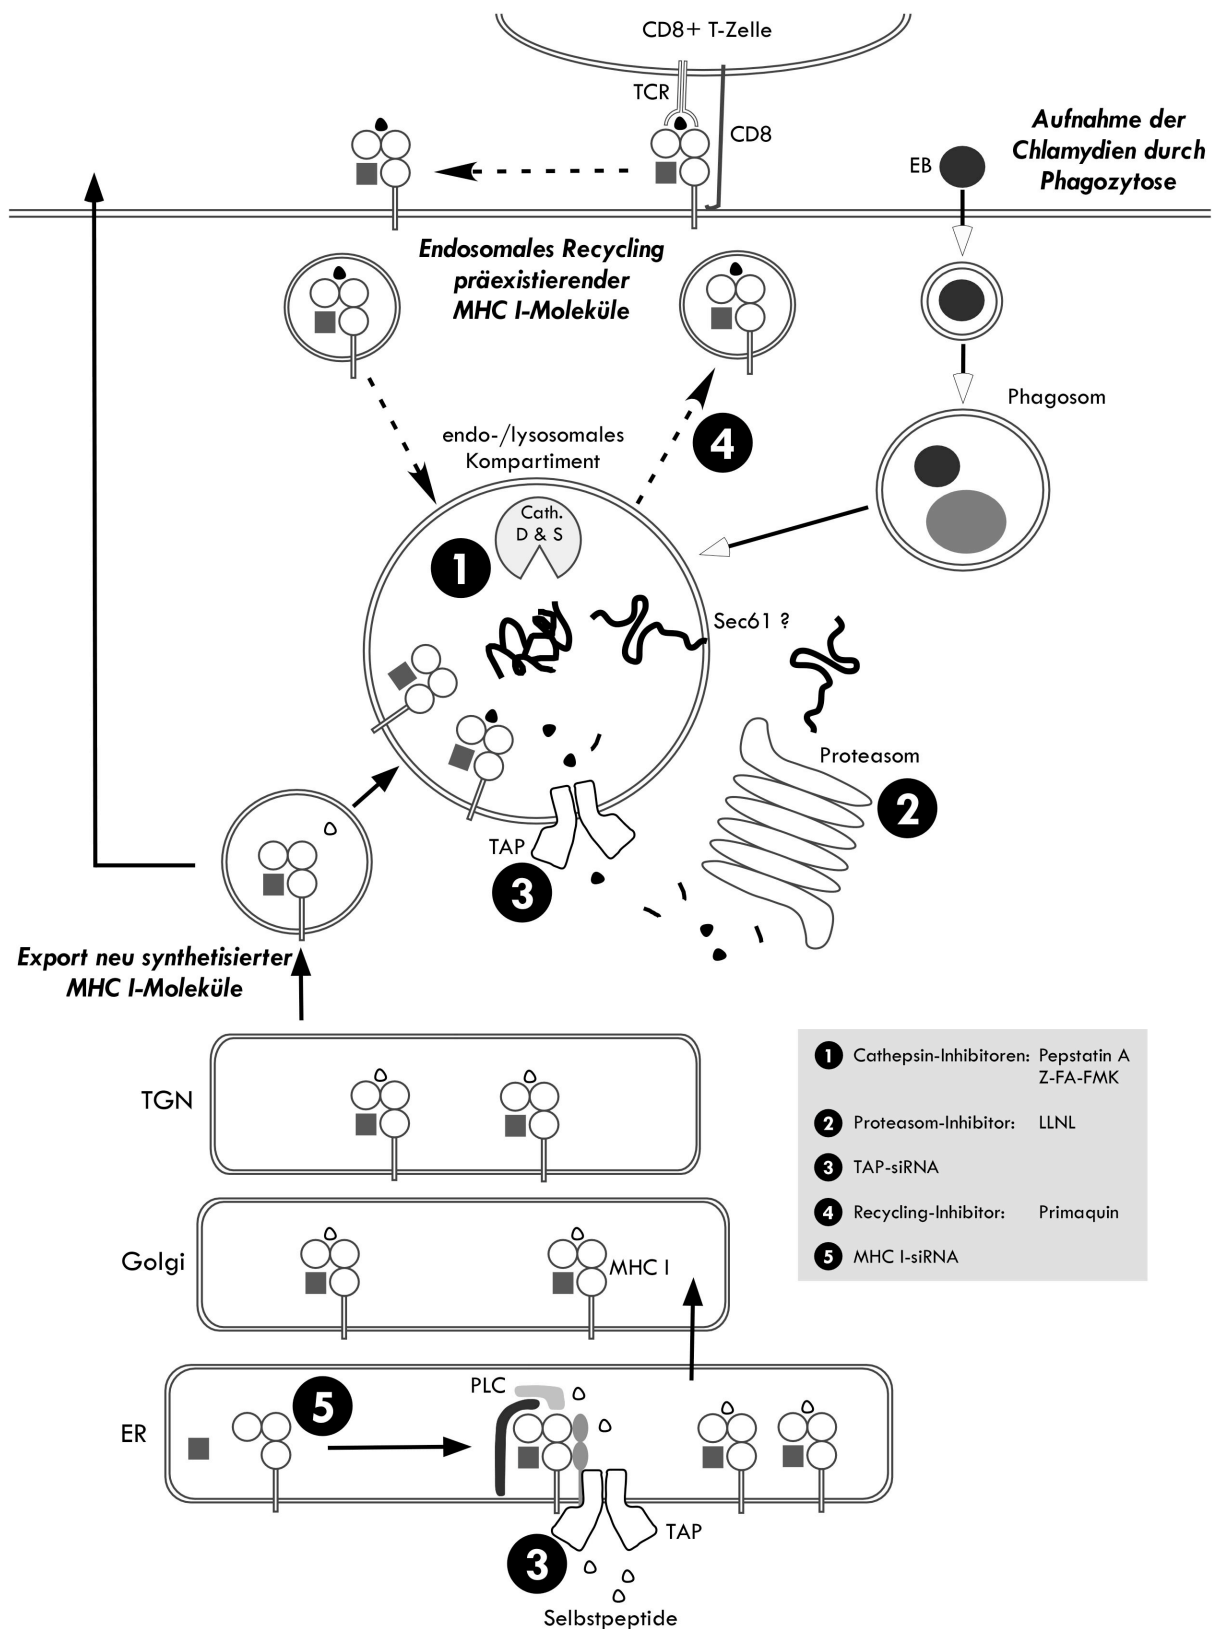 CD8+ T-Zelle
TCR
CD8
EB
Aufnahme der
Chlamydien durch
Phagozytose
Endosomales Recycling
präexistierender
MHC I-Moleküle
Phagosom
endo-/lysosomales
Kompartiment
4
Cath.
D & S
1
Sec61 ?
Proteasom
2
TAP
3
Export neu synthetisierter
MHC I-Moleküle
TGN
1 Cathepsin-Inhibitoren: Pepstatin A
Z-FA-FMK
2 Proteasom-Inhibitor: LLNL
3 TAP-siRNA
4 Recycling-Inhibitor: Primaquin
5 MHC I-siRNA
Golgi
MHC I
ER
5
PLC
TAP
3
Selbstpeptide